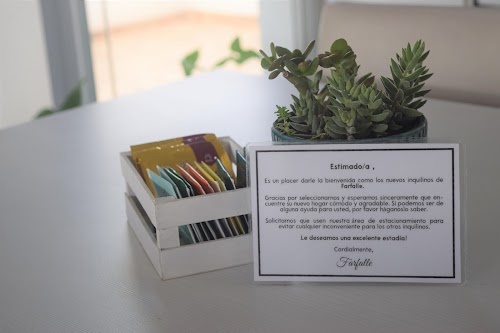 Estimado/a ,
Es un placer darle la bienvenida como los nuevos inquilinos de
Farfalle.
Gracias por seleccionarnos y esperamos sinceramente que en-
cuentre su nuevo hogar cómodo y agradable. Si podemos ser de
alguna ayuda para usted, por favor háganoslo saber.
Solicitamos que usen nuestra área de estacionamiento para
evitar cualquier inconveniente para los otros inquilinos.
Le deseamos una excelente estadía!
Cordialmente,
Farfalle